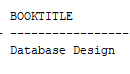 BOOKTITLE
- -----------------
Database Design